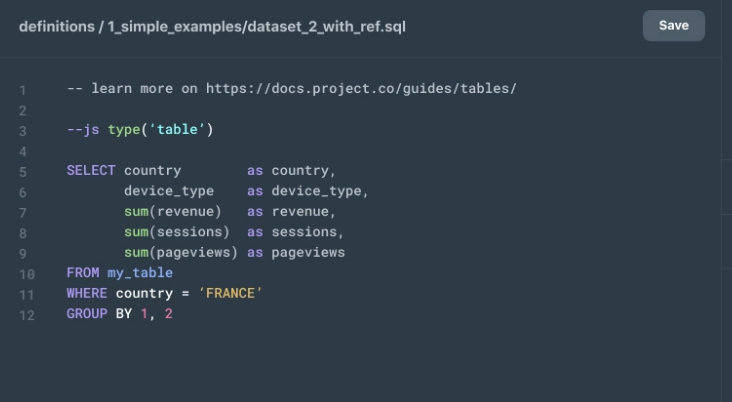 definitions / 1_simple_examples/dataset_2_with_ref.sql
Save
1 -- learn more on https://docs.project.co/guides/tables/
2
3 --js type(‘table’)
4
5 SELECT country as country,
6 device_type as device_type,
7 sum(revenue) as revenue,
8 sum(sessions) as sessions,
9 sum(pageviews) as pageviews
10 FROM my_table
11 WHERE country = ‘FRANCE’
12 GROUP BY 1, 2